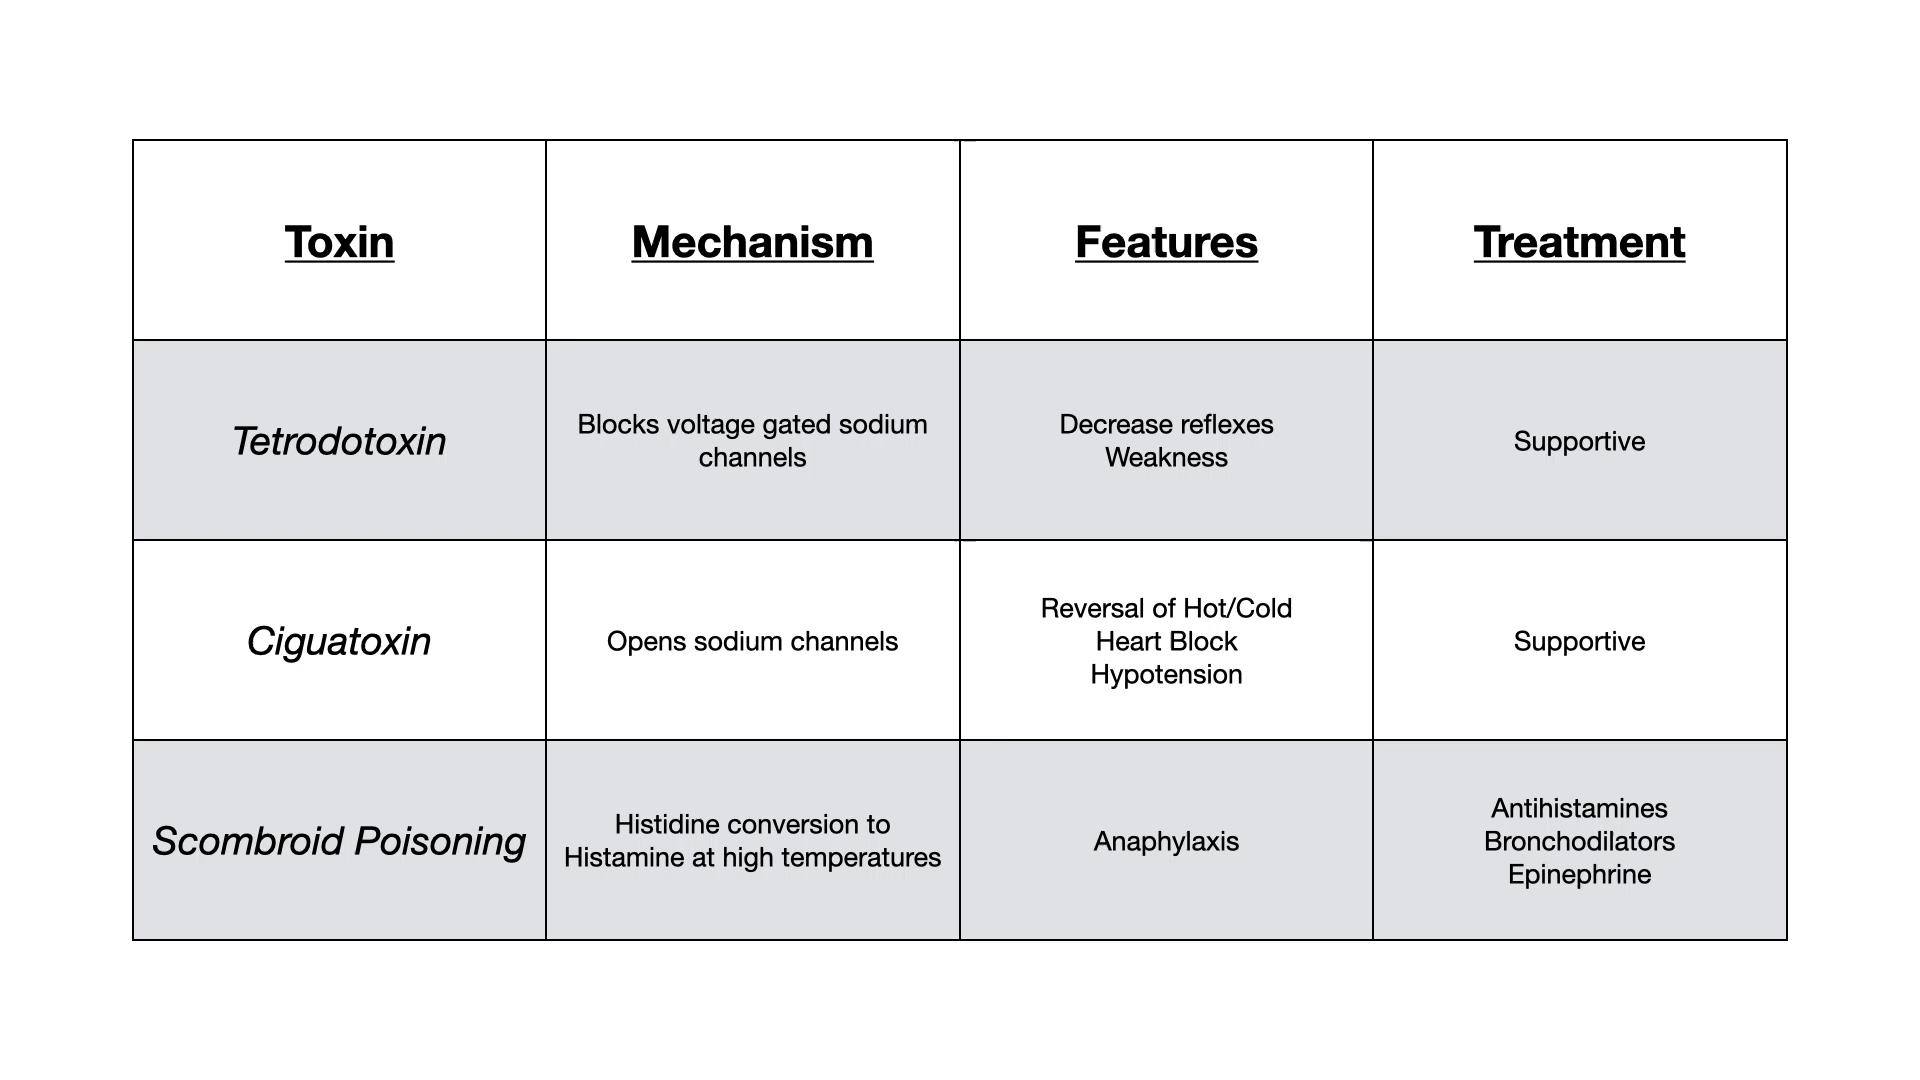 Toxin
Mechanism
Features
Treatment
Tetrodotoxin
Blocks voltage gated sodium
channels
Decrease reflexes
Weakness
Supportive
Ciguatoxin
Opens sodium channels
Reversal of Hot/Cold
Heart Block
Hypotension
Supportive
Scombroid Poisoning
Histidine conversion to
Histamine at high temperatures
Anaphylaxis
Antihistamines
Bronchodilators
Epinephrine